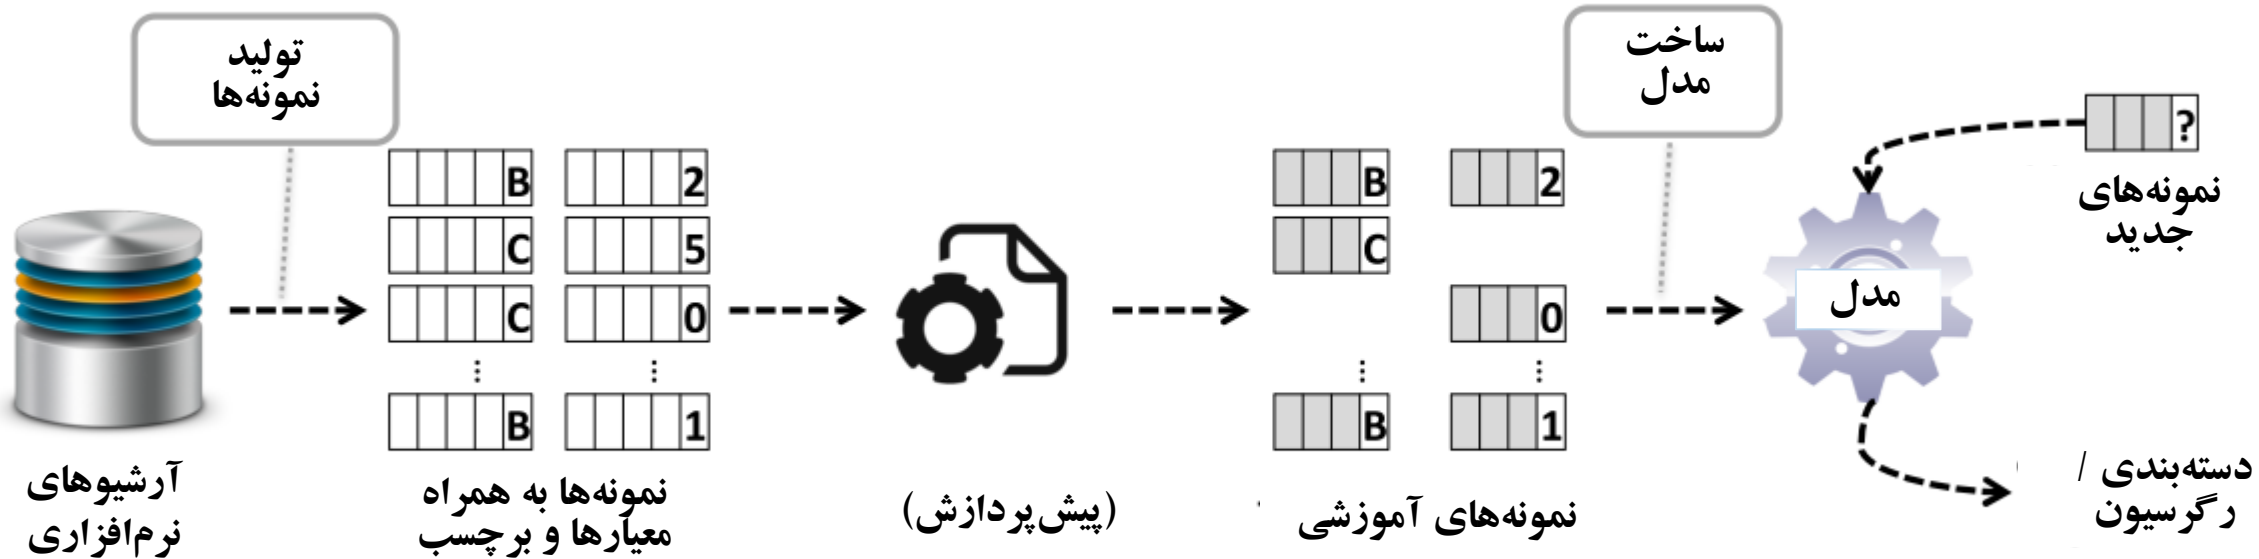 تولید
نمونه‌ها
آرشیوهای
نرم‌افزاری
B
C
C
⋮
B
2
5
0
⋮
1
نمونه‌ها به همراه
معیارها و برچسب
(پیش‌پردازش)
B
C
⋮
B
2
0
⋮
1
نمونه‌های آموزشی
ساخت
مدل
مدل
?
نمونه‌های
جدید
دسته‌بندی /
رگرسیون